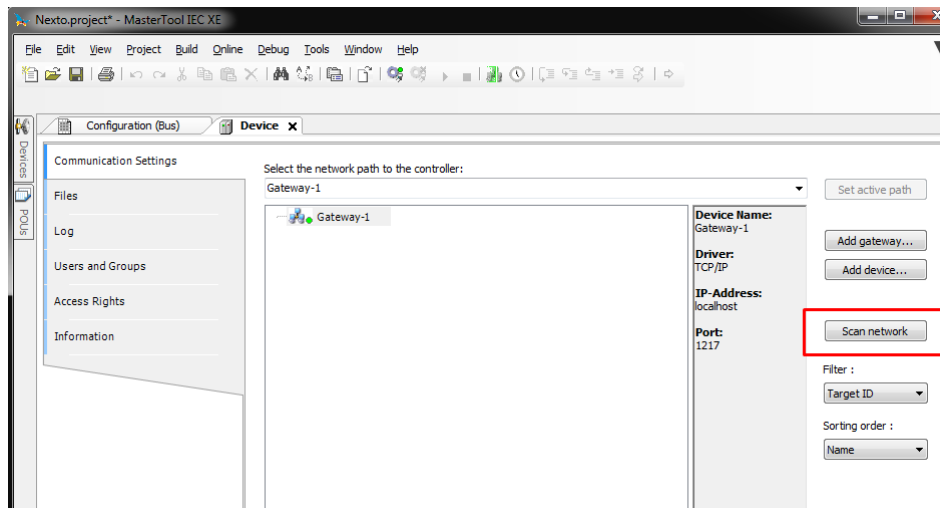 Nexto.project* - MasterTool IEC XE
File Edit View Project Build Online Debug Tools Window Help
Configuration (Bus)
Device
Devices
POUs
Communication Settings
Files
Log
Users and Groups
Access Rights
Information
Select the network path to the controller:
Gateway-1
Gateway-1
Device Name:
Gateway-1
Driver:
TCP/IP
IP-Address:
localhost
Port:
1217
Set active path
Add gateway...
Add device...
Scan network
Filter :
Target ID
Sorting order :
Name